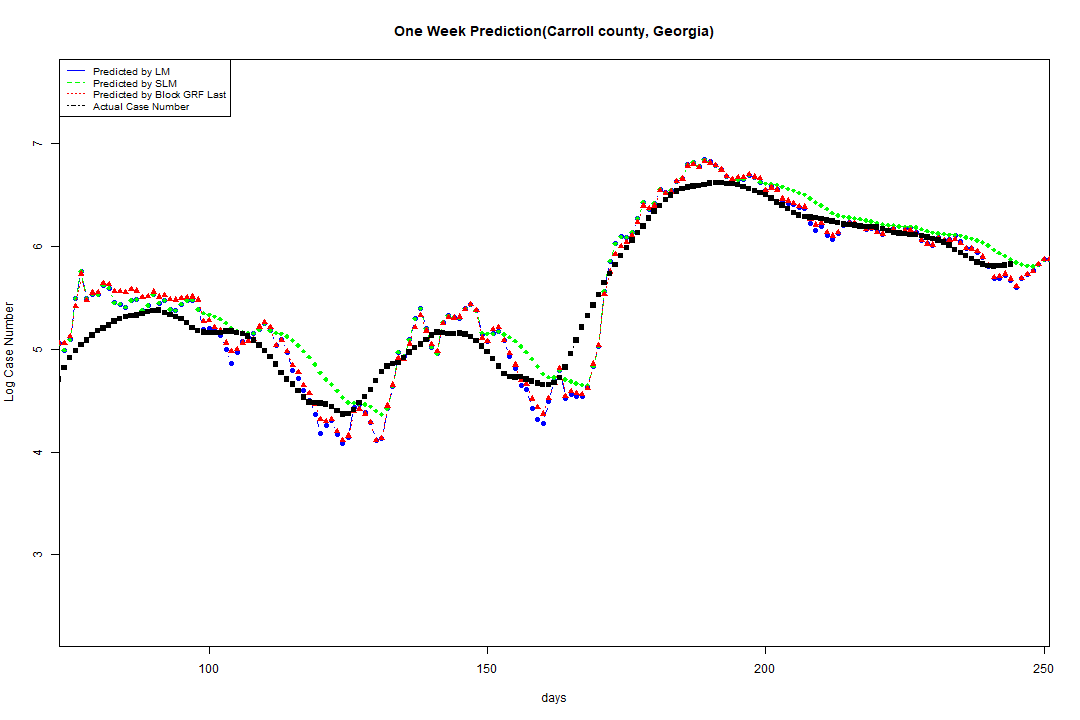 One Week Prediction(Carroll county, Georgia)
Predicted by LM
Predicted by SLM
Predicted by Block GRF Last
Actual Case Number
Log Case Number
7
6
5
4
3
100
150
200
250
days